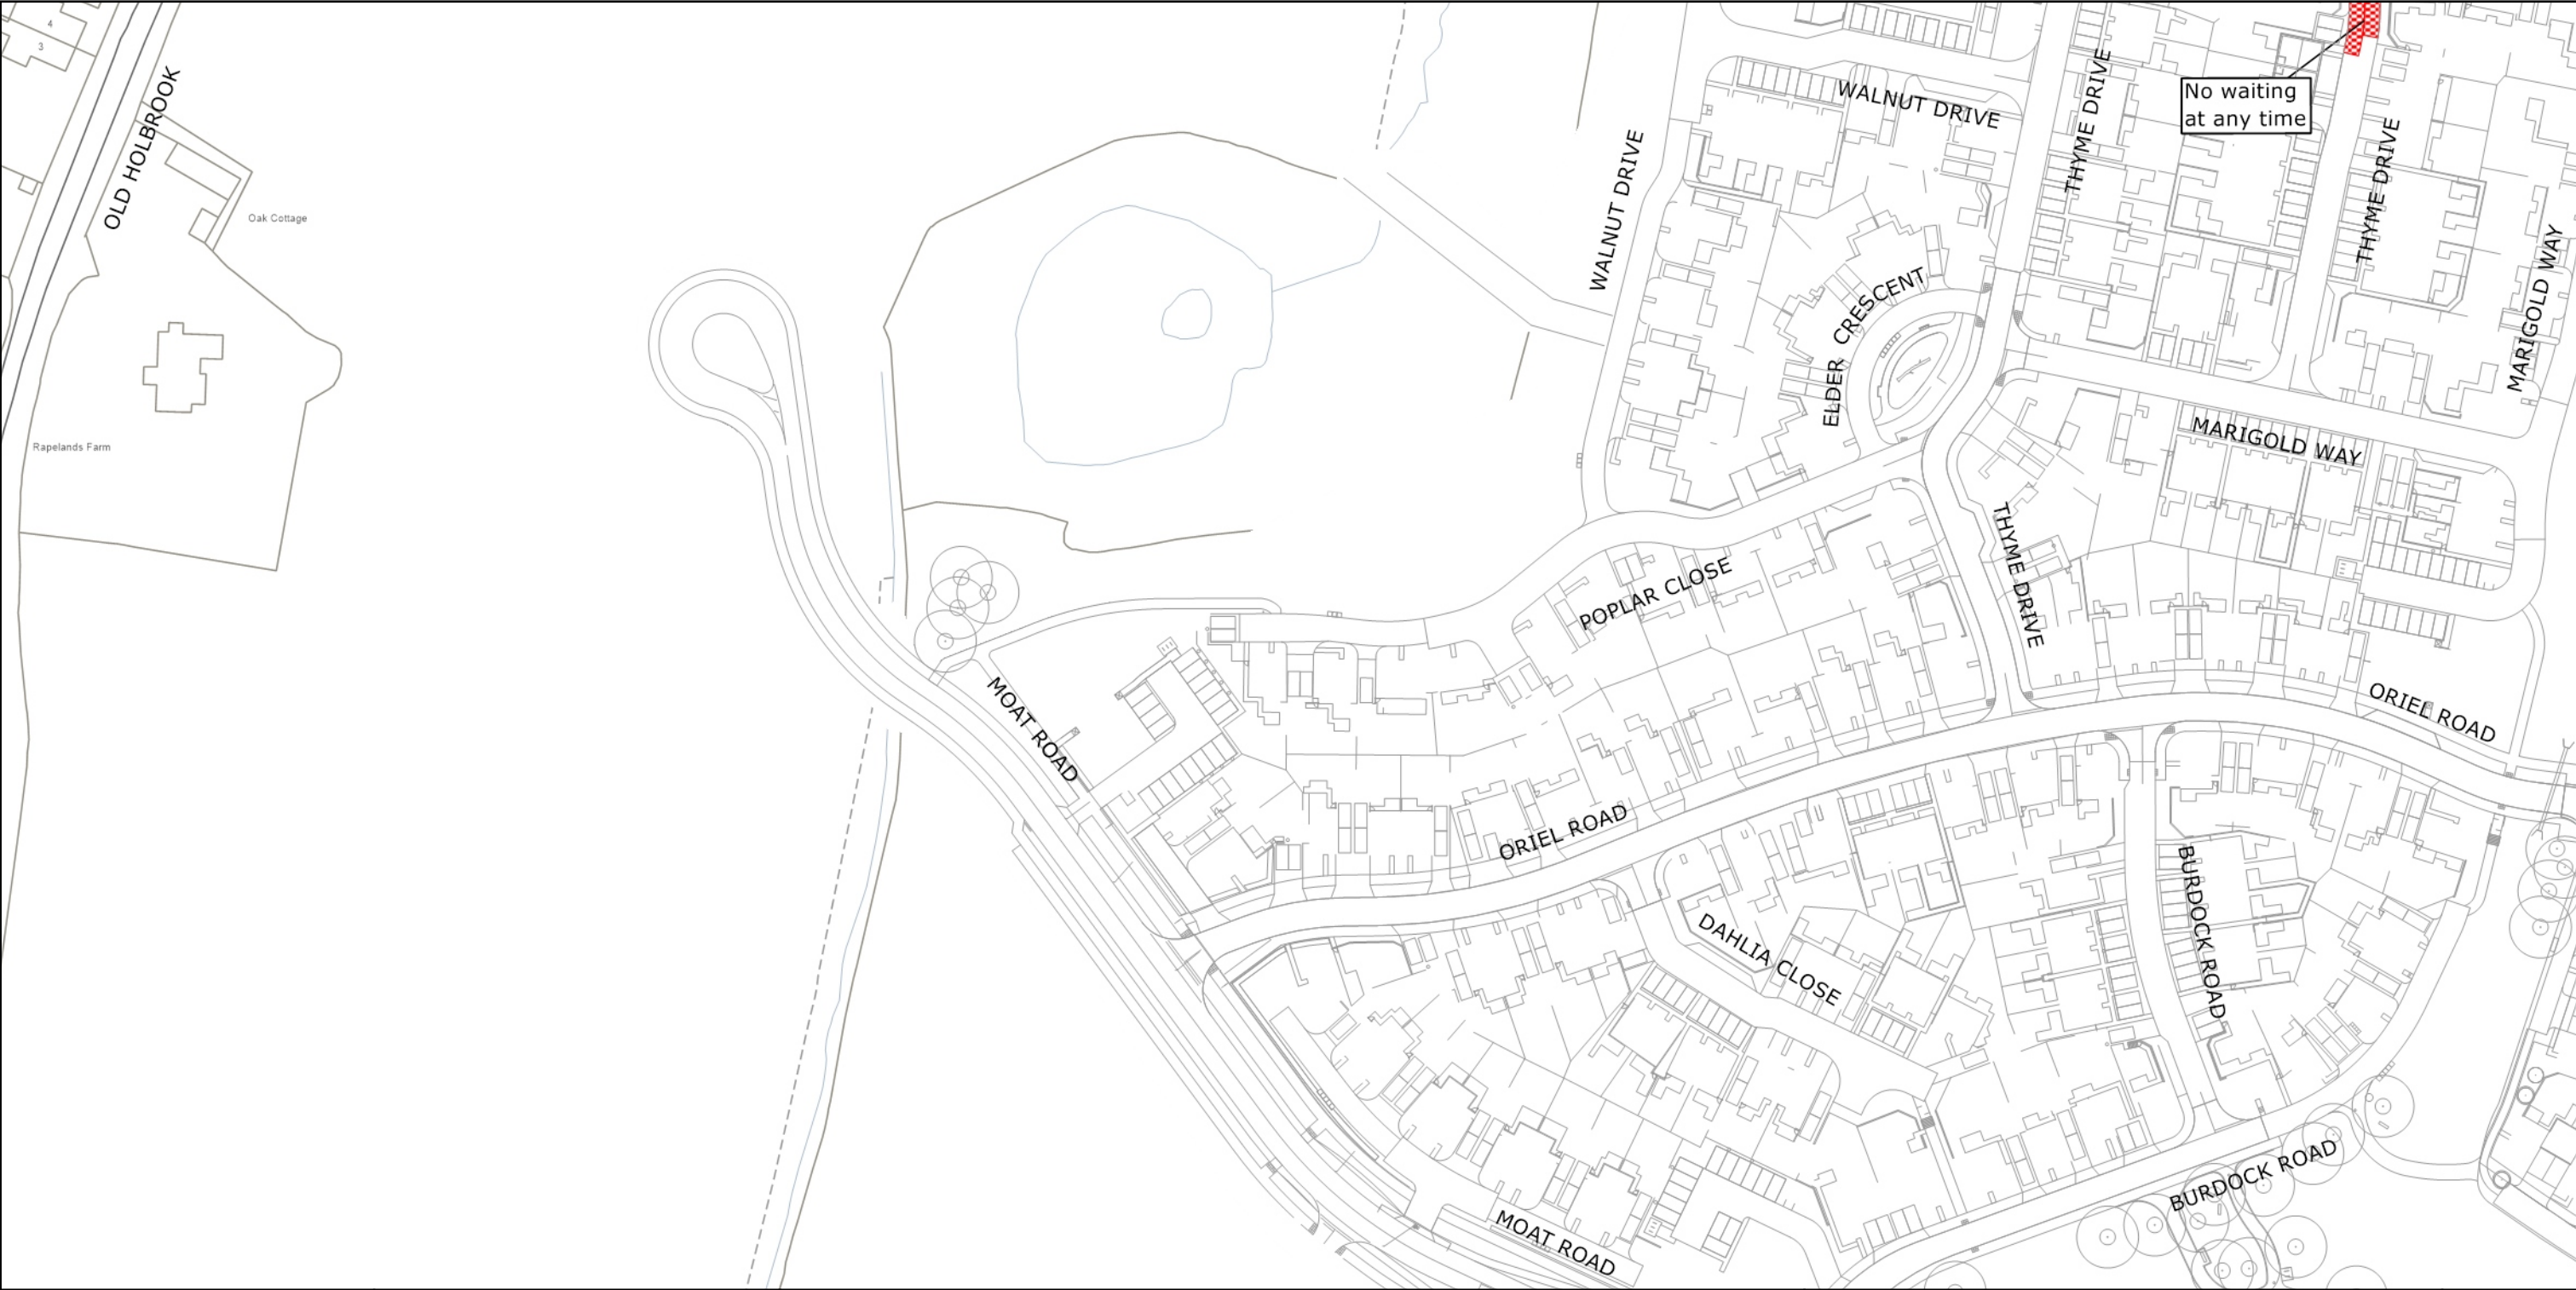 4
3
OLD HOLBROOK
Oak Cottage
Rapelands Farm
WALNUT DRIVE
WALNUT DRIVE
THYME DRIVE
No waiting
at any time
THYME DRIVE
MARIGOLD WAY
ELDER CRESCENT
MARIGOLD WAY
THYME DRIVE
POPLAR CLOSE
MOAT ROAD
ORIEL ROAD
ORIEL ROAD
DAHLIA CLOSE
BURDOCK ROAD
BURDOCK ROAD
MOAT ROAD